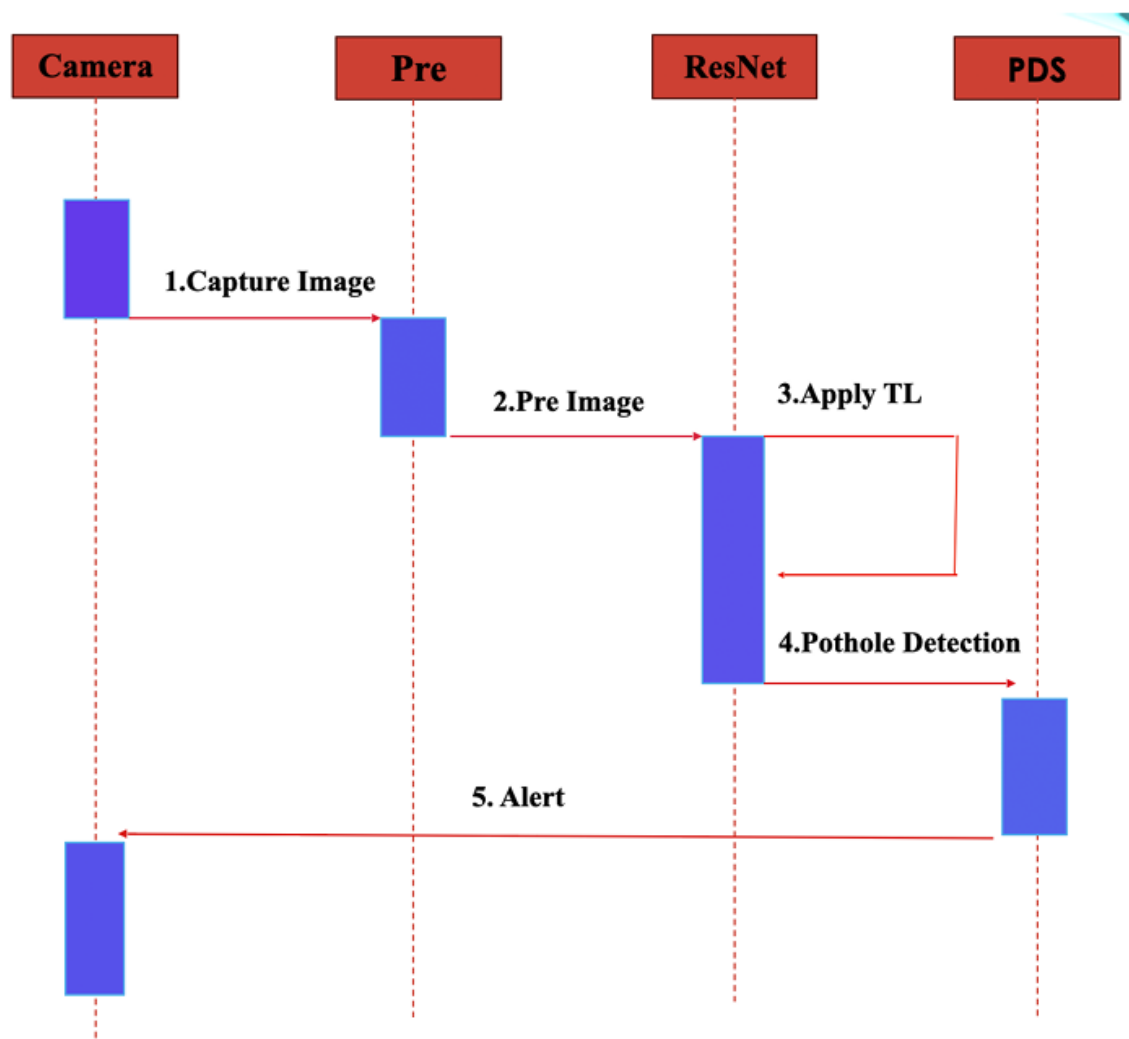 Camera
Pre
ResNet
PDS
1.Capture Image
2.Pre Image
3.Apply TL
4.Pothole Detection
5. Alert